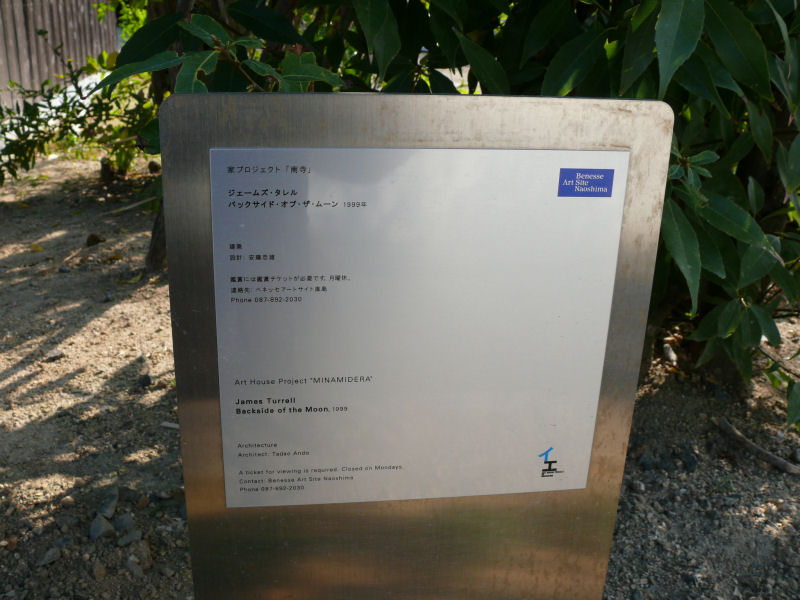 家プロジェクト「南寺」
ジェームズ・タレル
バックサイド・オブ・ザ・ムーン 1999年
建築
設計: 安藤忠雄
鑑賞には鑑賞チケットが必要です。月曜休。
連絡先: ベネッセアートサイト直島
Phone 087-892-2030
Benesse
Art Site
Naoshima
Art House Project "MINAMIDERA"
James Turrell
Backside of the Moon, 1999
Architecture
Architect: Tadao Ando
A ticket for viewing is required. Closed on Mondays.
Contact: Benesse Art Site Naoshima
Phone 087-892-2030
イエ